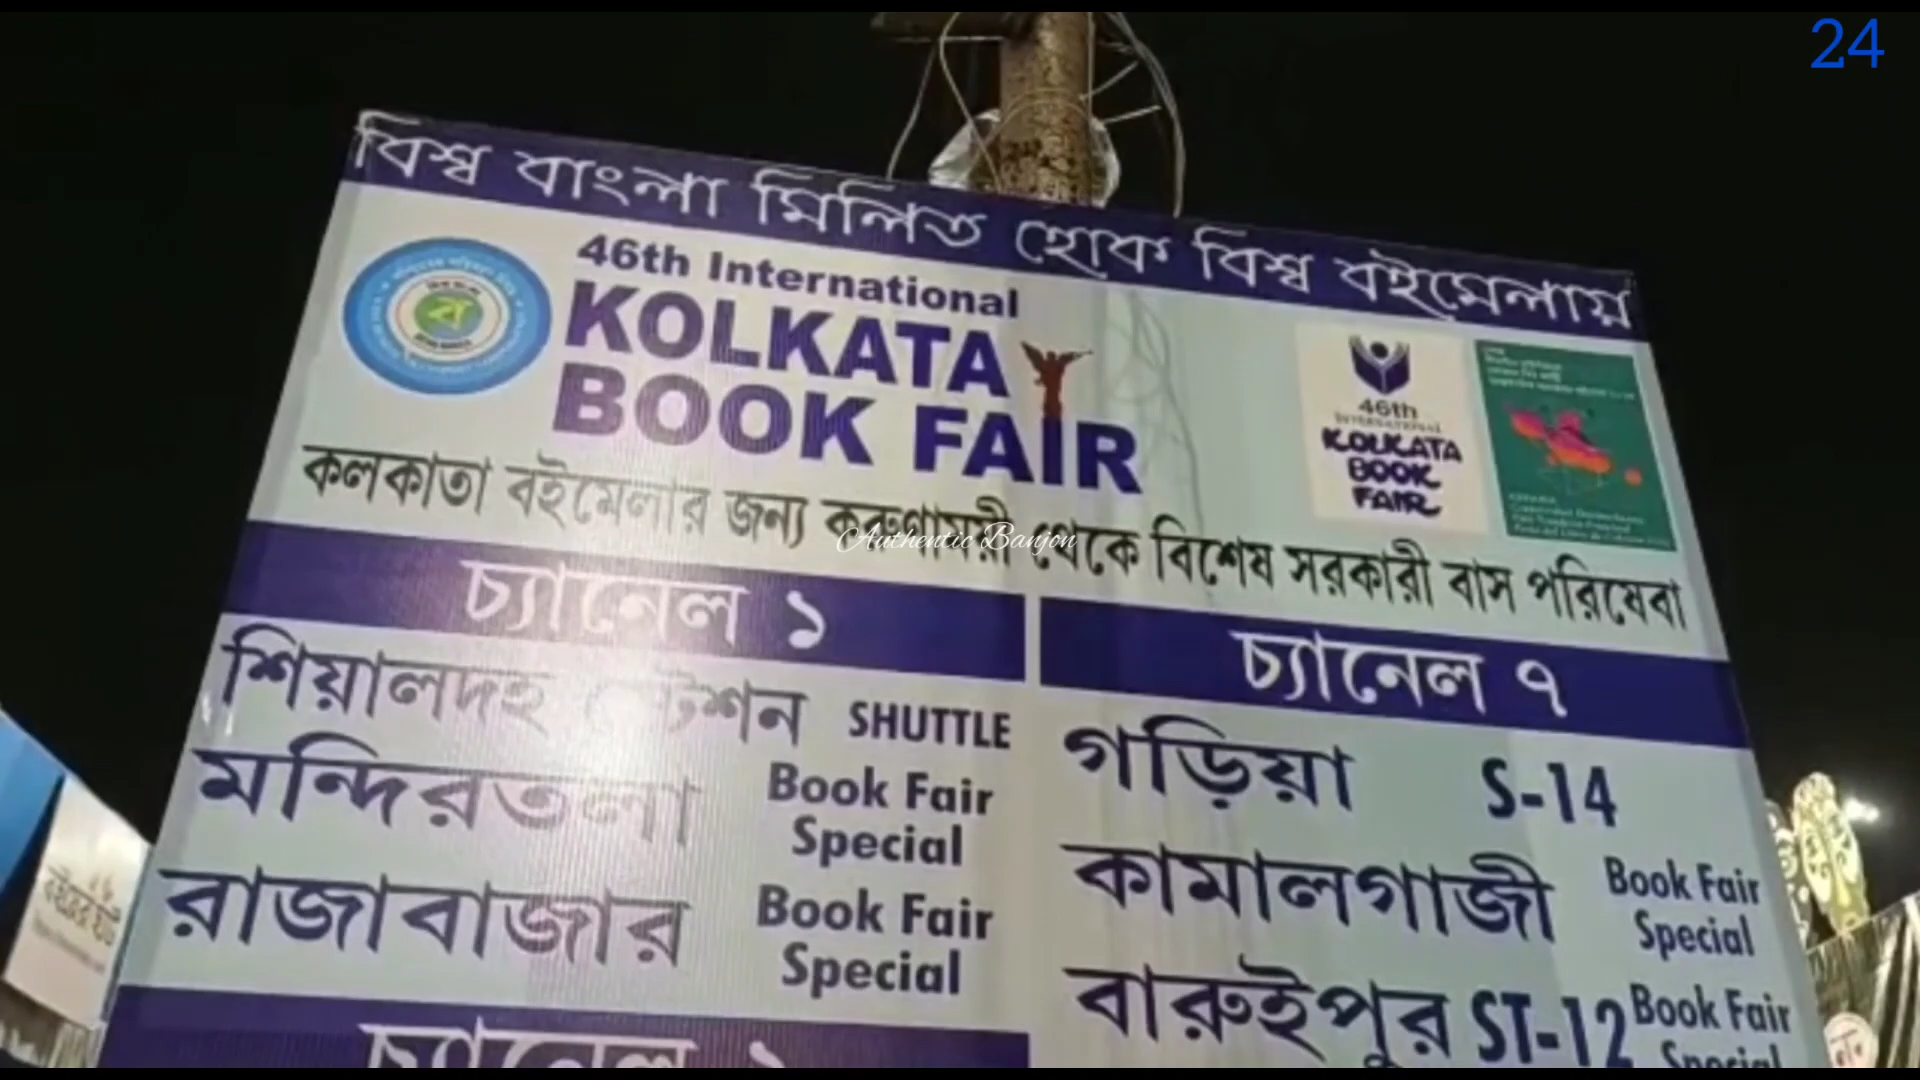 24
বিশ্ব বাংলা মিলিত হোক বিশ্ব বইমেলায়
46th International
KOLKATA
BOOK FAIR
46th
INTERNATIONAL
KOLKATA
BOOK
FAIR
কলকাতা বইমেলার জন্য করুণাময়ী থেকে বিশেষ সরকারী বাস পরিষেবা
Authentic Banjon
চ্যানেল ১
শিয়ালদহ স্টেশন SHUTTLE
মন্দিরতলা Book Fair Special
রাজাবাজার Book Fair Special
চ্যানেল ৭
গড়িয়া S-14
কামালগাজী Book Fair Special
বারুইপুর ST-12 Book Fair Special
চ্যানেল